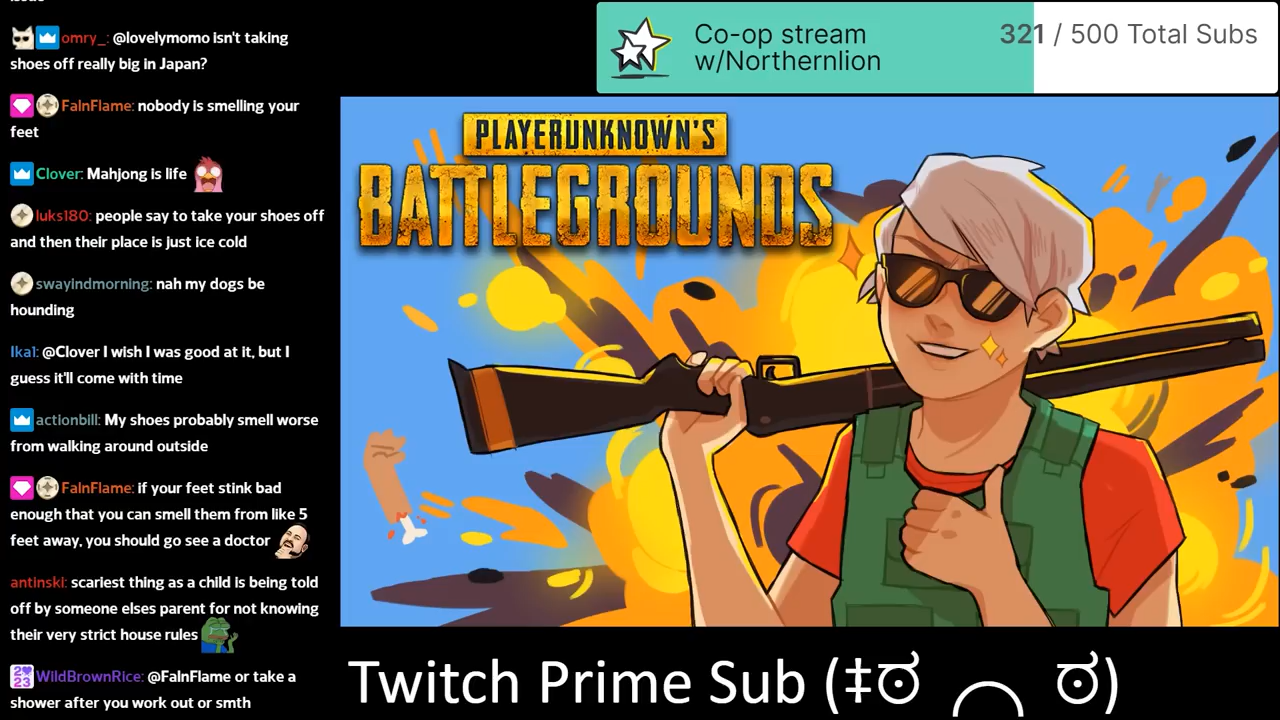 omry_: @lovelymomo isn't taking
shoes off really big in Japan?
FalnFlame: nobody is smelling your
feet
Clover: Mahjong is life
luks180: people say to take your shoes off
and then their place is just ice cold
swayindmorning: nah my dogs be
hounding
Ika1: @Clover I wish I was good at it, but I
guess it'll come with time
actionbill: My shoes probably smell worse
from walking around outside
FalnFlame: if your feet stink bad
enough that you can smell them from like 5
feet away, you should go see a doctor
antinski: scariest thing as a child is being told
off by someone elses parent for not knowing
their very strict house rules
2023 WildBrownRice: @FalnFlame or take a
shower after you work out or smth
Co-op stream
w/Northernlion
321 / 500 Total Subs
PLAYERUNKNOWN'S
BATTLEGROUNDS
Twitch Prime Sub (‡ಠ ⁔ ಠ)